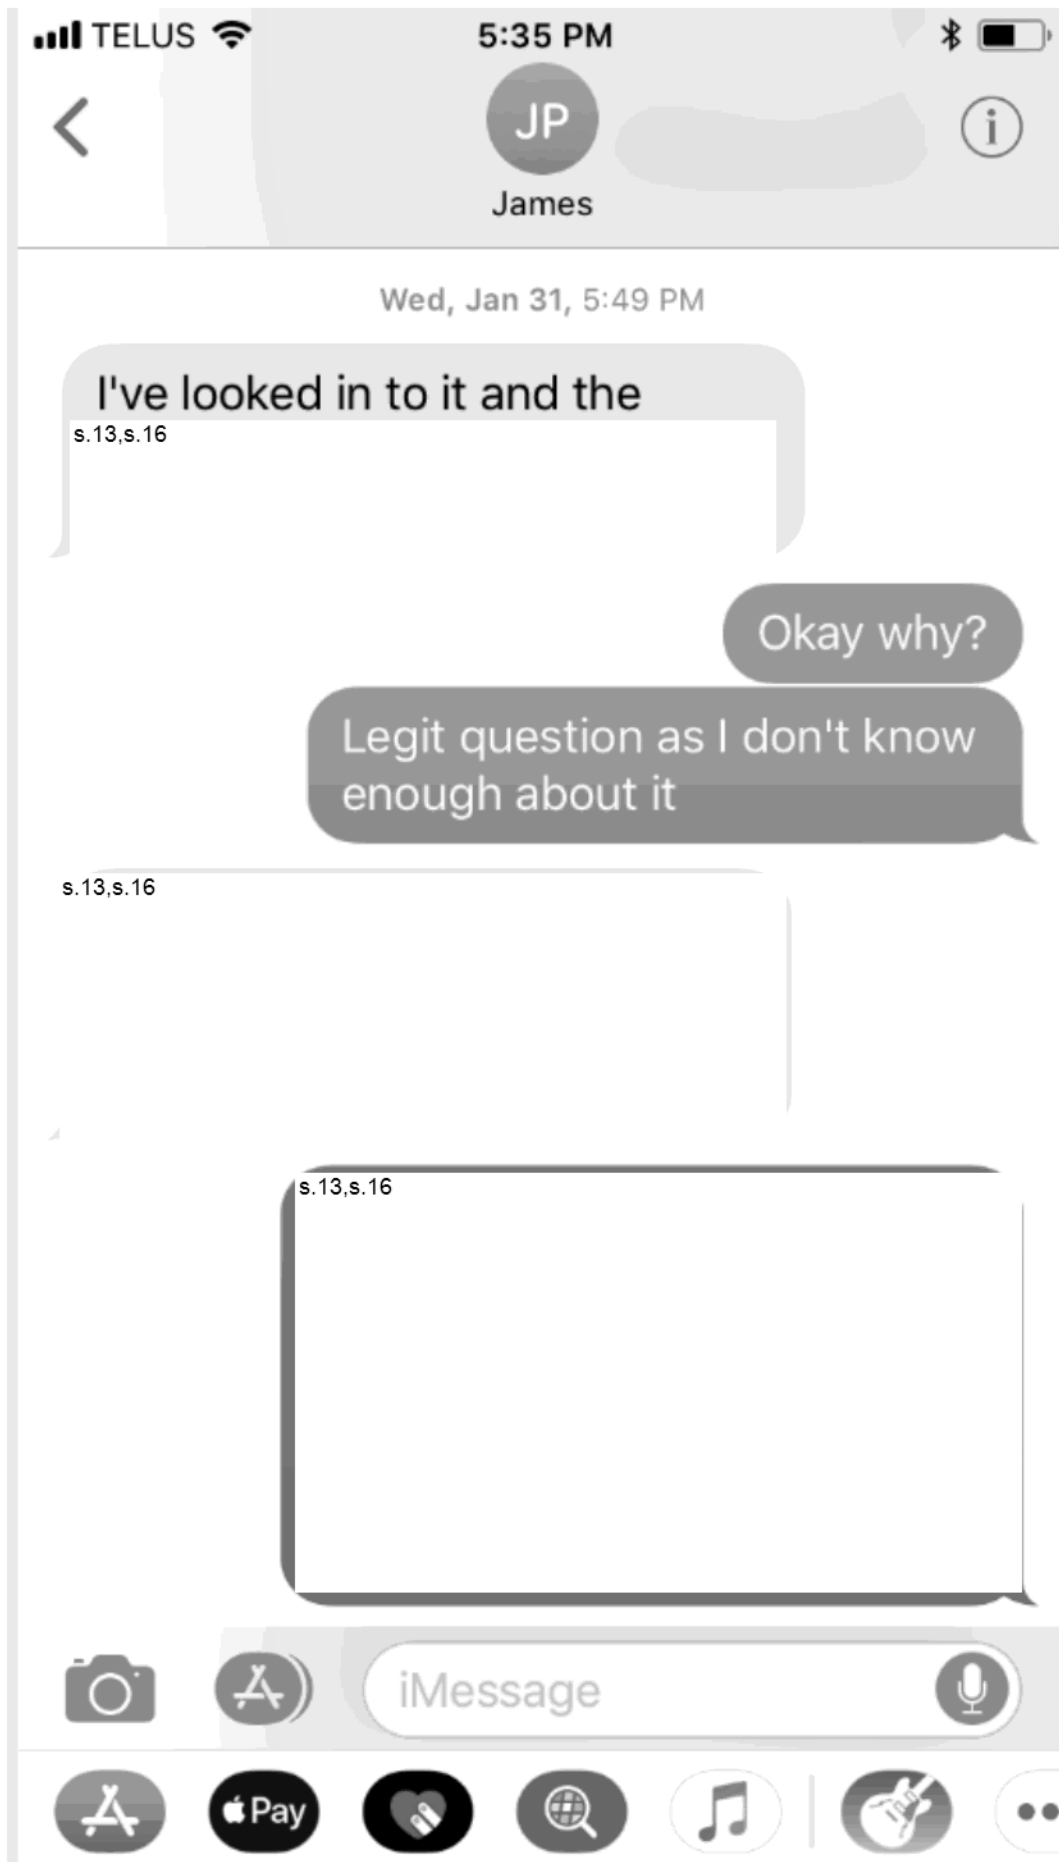 TELUS 5:35 PM
JP
James
Wed, Jan 31, 5:49 PM
I've looked in to it and the
s.13,s.16
Okay why?
Legit question as I don't know
enough about it
s.13,s.16
s.13,s.16
iMessage
Pay